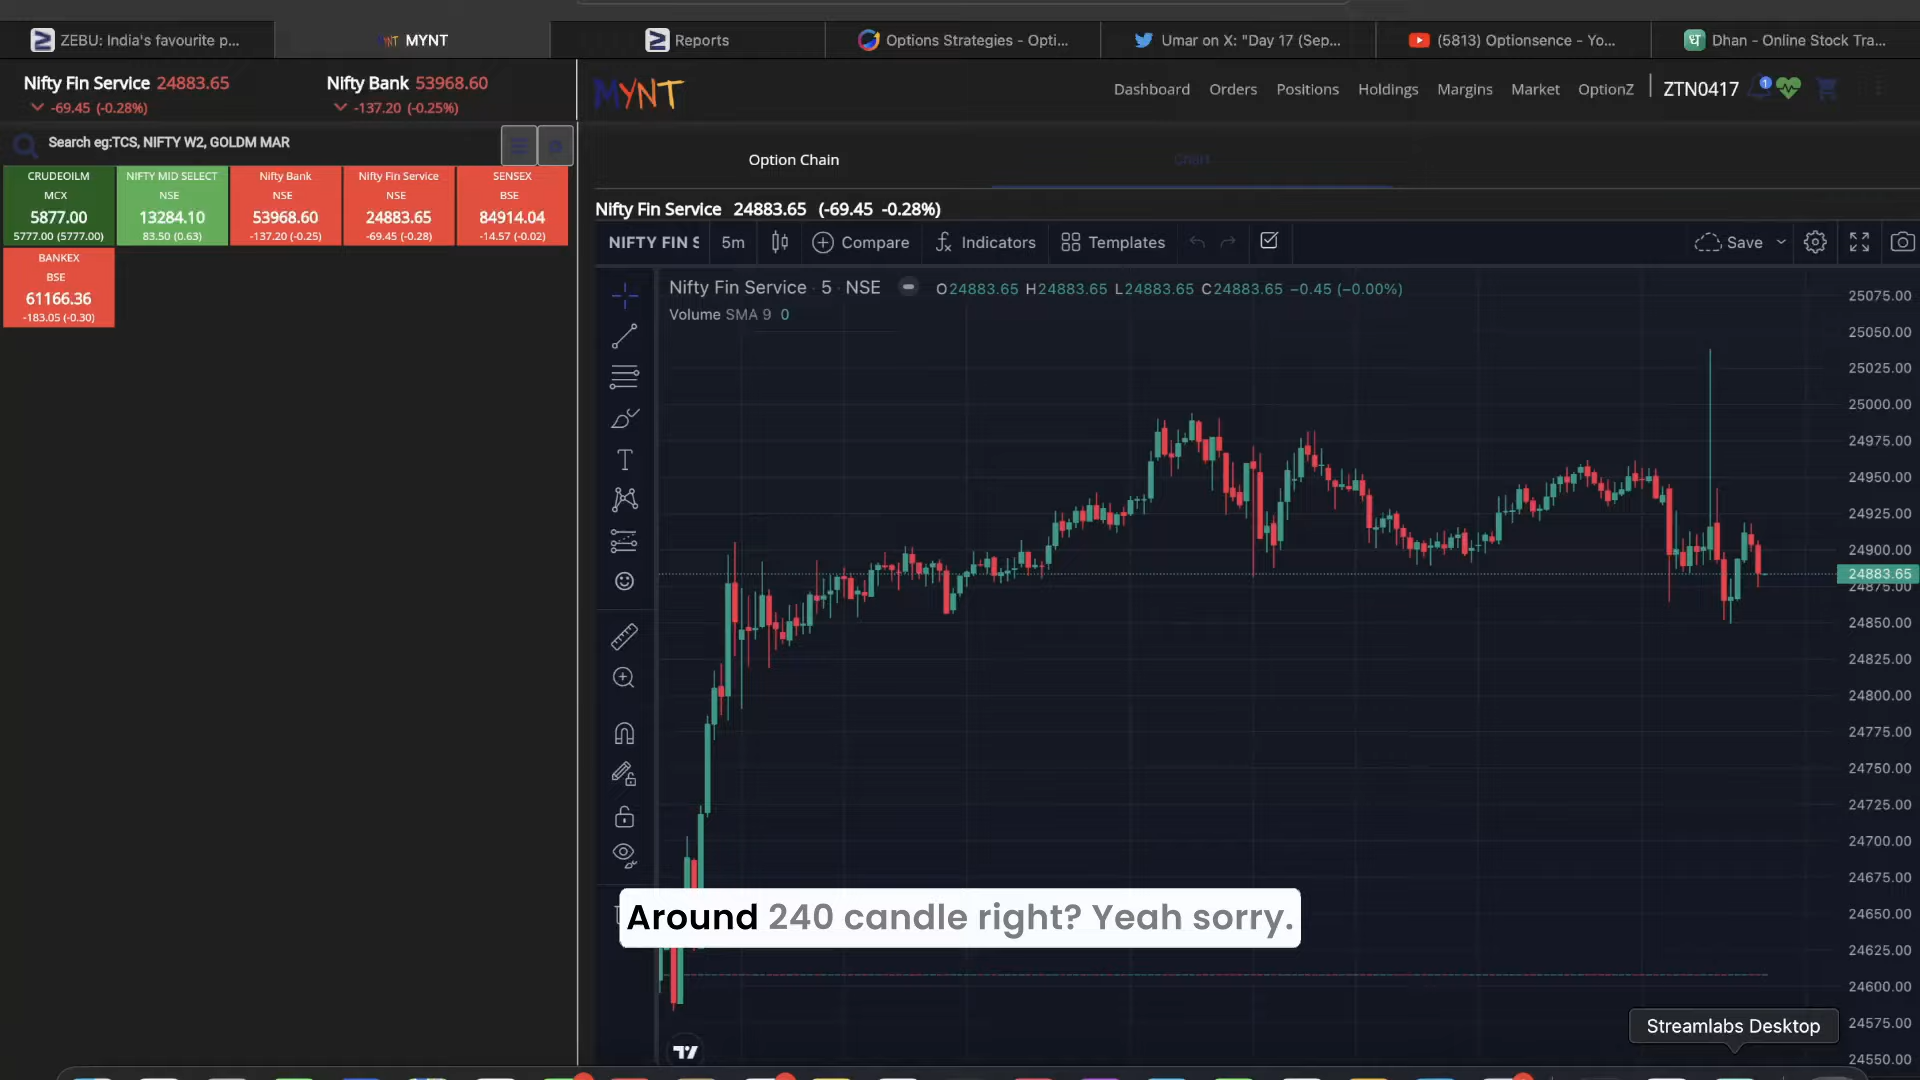 ZEBU: India's favourite p...
MYNT
Reports
Options Strategies - Opti...
Umar on X: "Day 17 (Sep...
(5813) Optionsence - Yo...
Dhan - Online Stock Tra...
Nifty Fin Service 24883.65
-69.45 (-0.28%)
Nifty Bank 53968.60
-137.20 (-0.25%)
MYNT
Dashboard
Orders
Positions
Holdings
Margins
Market
OptionZ
ZTN0417
1
Search eg:TCS, NIFTY W2, GOLDM MAR
CRUDEOILM
MCX
5877.00
5777.00 (5777.00)
NIFTY MID SELECT
NSE
13284.10
83.50 (0.63)
Nifty Bank
NSE
53968.60
-137.20 (-0.25)
Nifty Fin Service
NSE
24883.65
-69.45 (-0.28)
SENSEX
BSE
84914.04
-14.57 (-0.02)
BANKEX
BSE
61166.36
-183.05 (-0.30)
Option Chain
Chart
Nifty Fin Service 24883.65 (-69.45 -0.28%)
NIFTY FIN S
5m
Compare
Indicators
Templates
Save
Nifty Fin Service · 5 · NSE
O24883.65 H24883.65 L24883.65 C24883.65 −0.45 (−0.00%)
Volume SMA 9 0
25075.00
25050.00
25025.00
25000.00
24975.00
24950.00
24925.00
24900.00
24883.65
24875.00
24850.00
24825.00
24800.00
24775.00
24750.00
24725.00
24700.00
24675.00
24650.00
24625.00
24600.00
24575.00
24550.00
Around 240 candle right? Yeah sorry.
Streamlabs Desktop